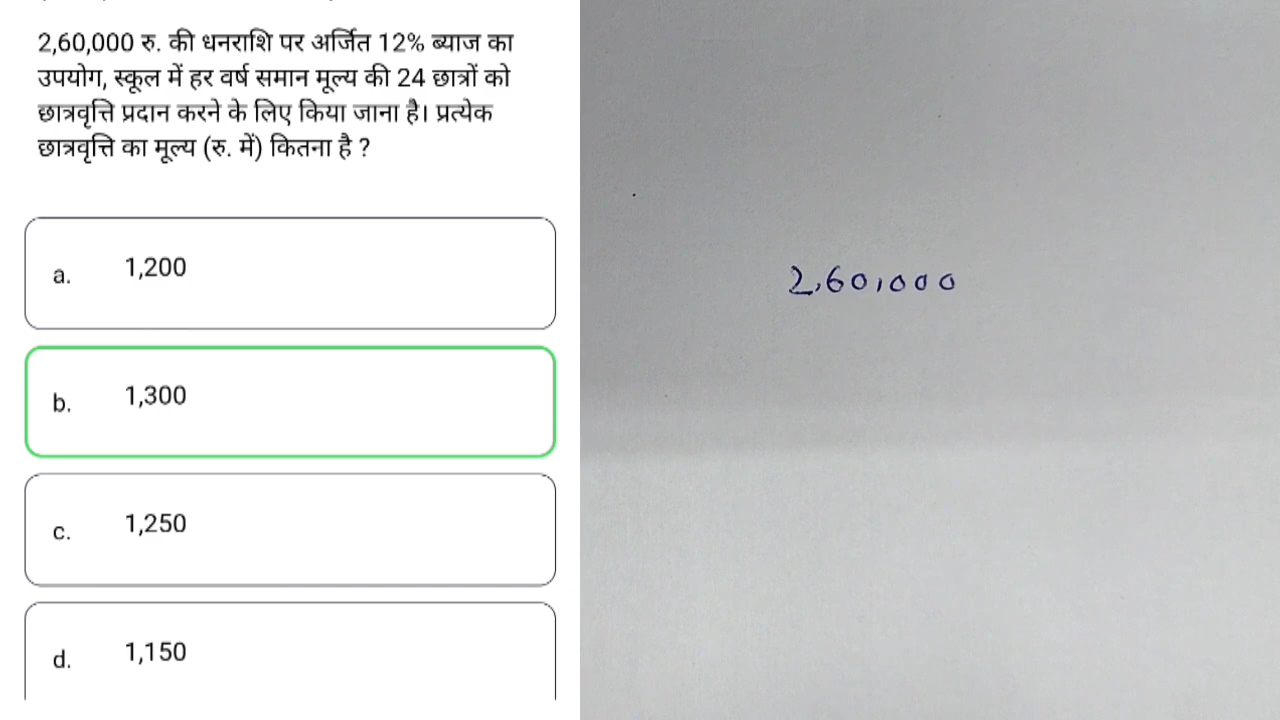 2,60,000 रु. की धनराशि पर अर्जित 12% ब्याज का
उपयोग, स्कूल में हर वर्ष समान मूल्य की 24 छात्रों को
छात्रवृत्ति प्रदान करने के लिए किया जाना है। प्रत्येक
छात्रवृत्ति का मूल्य (रु. में) कितना है ?
a. 1,200
b. 1,300
c. 1,250
d. 1,150
2,60,000